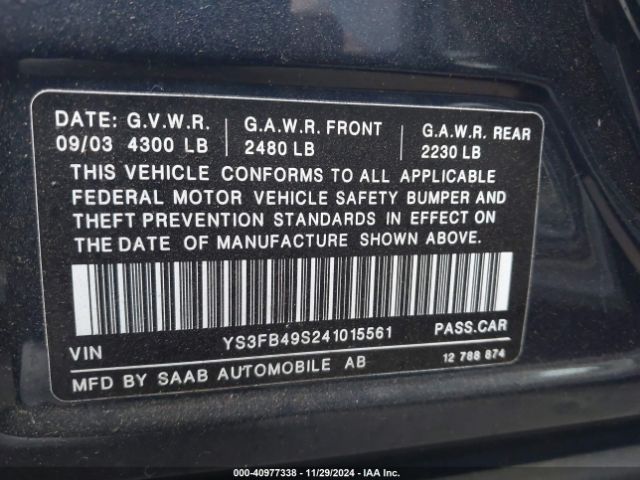 DATE: G.V.W.R. G.A.W.R. FRONT G.A.W.R. REAR
09/03 4300 LB 2480 LB 2230 LB
THIS VEHICLE CONFORMS TO ALL APPLICABLE
FEDERAL MOTOR VEHICLE SAFETY BUMPER AND
THEFT PREVENTION STANDARDS IN EFFECT ON
THE DATE OF MANUFACTURE SHOWN ABOVE.
VIN YS3FB49S241015561 PASS.CAR
MFD BY SAAB AUTOMOBILE AB 12 788 874
000-40977338 - 11/29/2024 - IAA Inc.